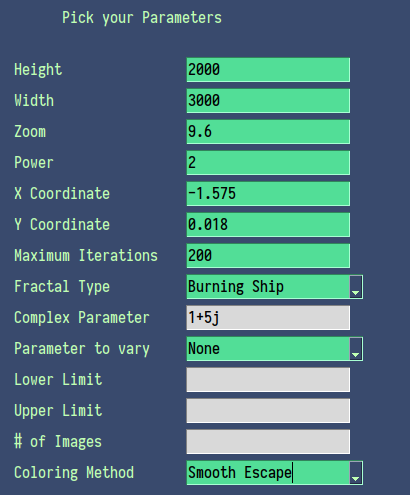 Pick your Parameters
Height 2000
Width 3000
Zoom 9.6
Power 2
X Coordinate -1.575
Y Coordinate 0.018
Maximum Iterations 200
Fractal Type Burning Ship
Complex Parameter 1+5j
Parameter to vary None
Lower Limit
Upper Limit
# of Images
Coloring Method Smooth Escape